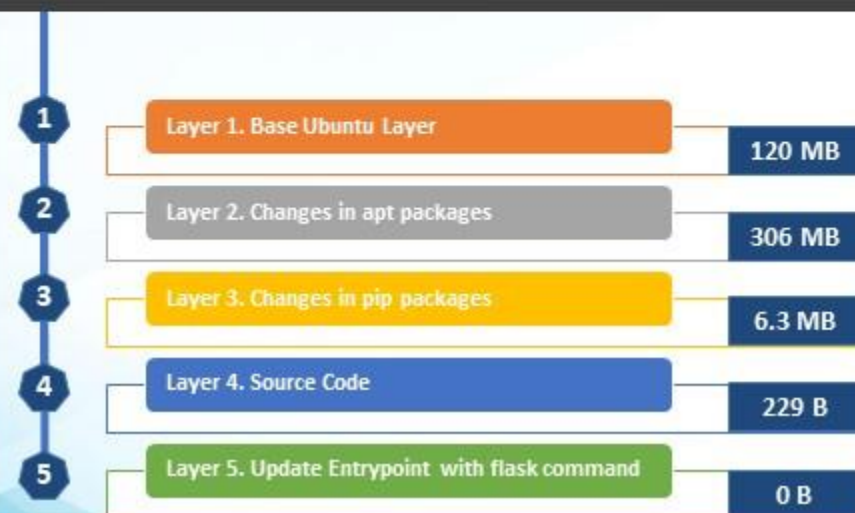 1
Layer 1. Base Ubuntu Layer
120 MB
2
Layer 2. Changes in apt packages
306 MB
3
Layer 3. Changes in pip packages
6.3 MB
4
Layer 4. Source Code
229 B
5
Layer 5. Update Entrypoint with flask command
0 B